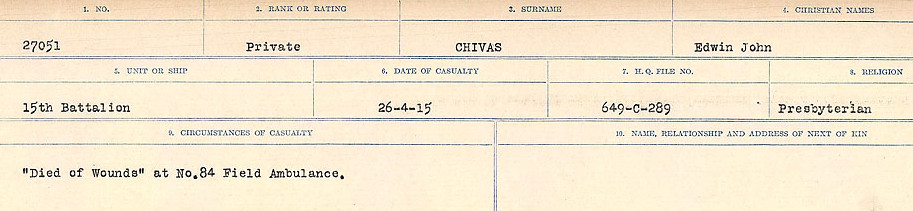 1. NO. 2. RANK OR RATING 3. SURNAME 4. CHRISTIAN NAMES
27051 Private CHIVAS Edwin John
5. UNIT OR SHIP 6. DATE OF CASUALTY 7. H.Q. FILE NO. 8. RELIGION
15th Battalion 26-4-15 649-C-289 Presbyterian
9. CIRCUMSTANCES OF CASUALTY 10. NAME, RELATIONSHIP AND ADDRESS OF NEXT OF KIN
"Died of Wounds" at No.84 Field Ambulance.